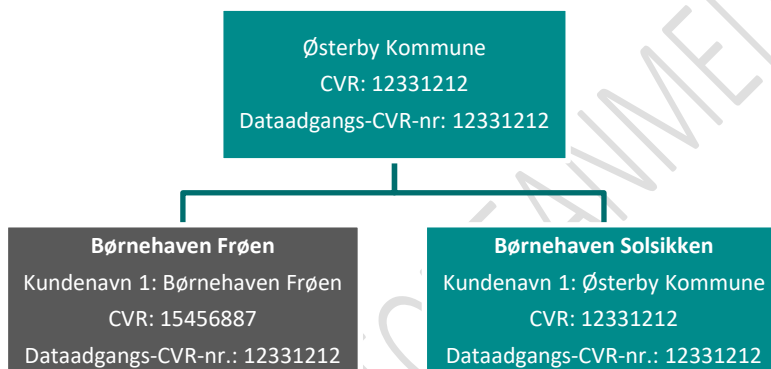 Østerby Kommune
CVR: 12331212
Dataadgangs-CVR-nr: 12331212
Børnehaven Frøen
Kundenavn 1: Børnehaven Frøen
CVR: 15456887
Dataadgangs-CVR-nr.: 12331212
Børnehaven Solsikken
Kundenavn 1: Østerby Kommune
CVR: 12331212
Dataadgangs-CVR-nr.: 12331212